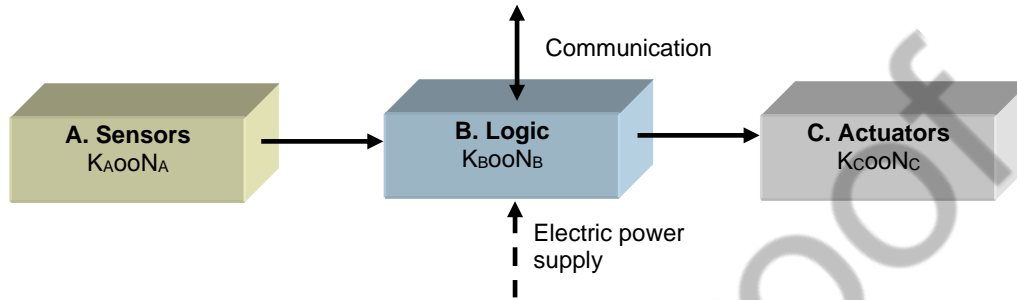 Communication
A. Sensors
KAooNA
B. Logic
KBooNB
C. Actuators
KCooNC
Electric power
supply